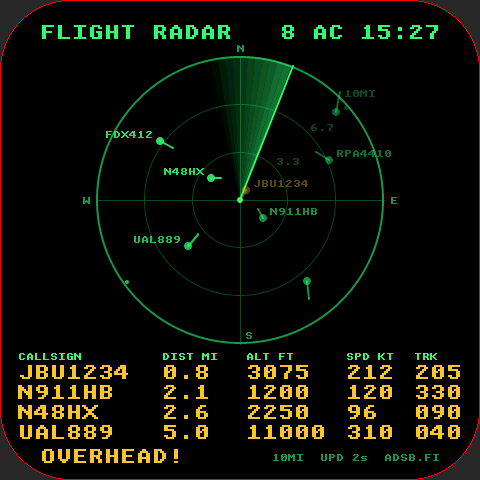 FLIGHT RADAR 8 AC 15:27
N
10MI
6.7
FDX412
RPA4410
3.3
N48HX
JBU1234
W
E
N911HB
UAL889
S
CALLSIGN DIST MI ALT FT SPD KT TRK
JBU1234 0.8 3075 212 205
N911HB 2.1 1200 120 330
N48HX 2.6 2250 96 090
UAL889 5.0 11000 310 040
OVERHEAD! 10MI UPD 2s ADSB.FI